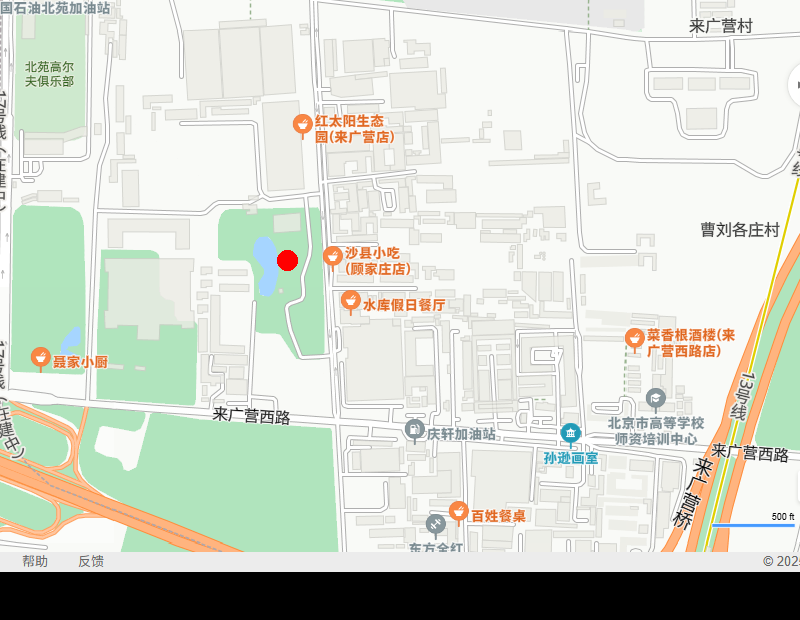 国石油北苑加油站
来广营村
北苑高尔
夫俱乐部
红太阳生态
园(来广营店)
曹刘各庄村
沙县小吃
(顾家庄店)
水库假日餐厅
菜香根酒楼(来
广营西路店)
聂家小厨
13号线
来广营西路
北京市高等学校
师资培训中心
庆轩加油站
孙逊画室
来广营西路
来广营桥
百姓餐桌
500 ft
东方金红
帮助
反馈